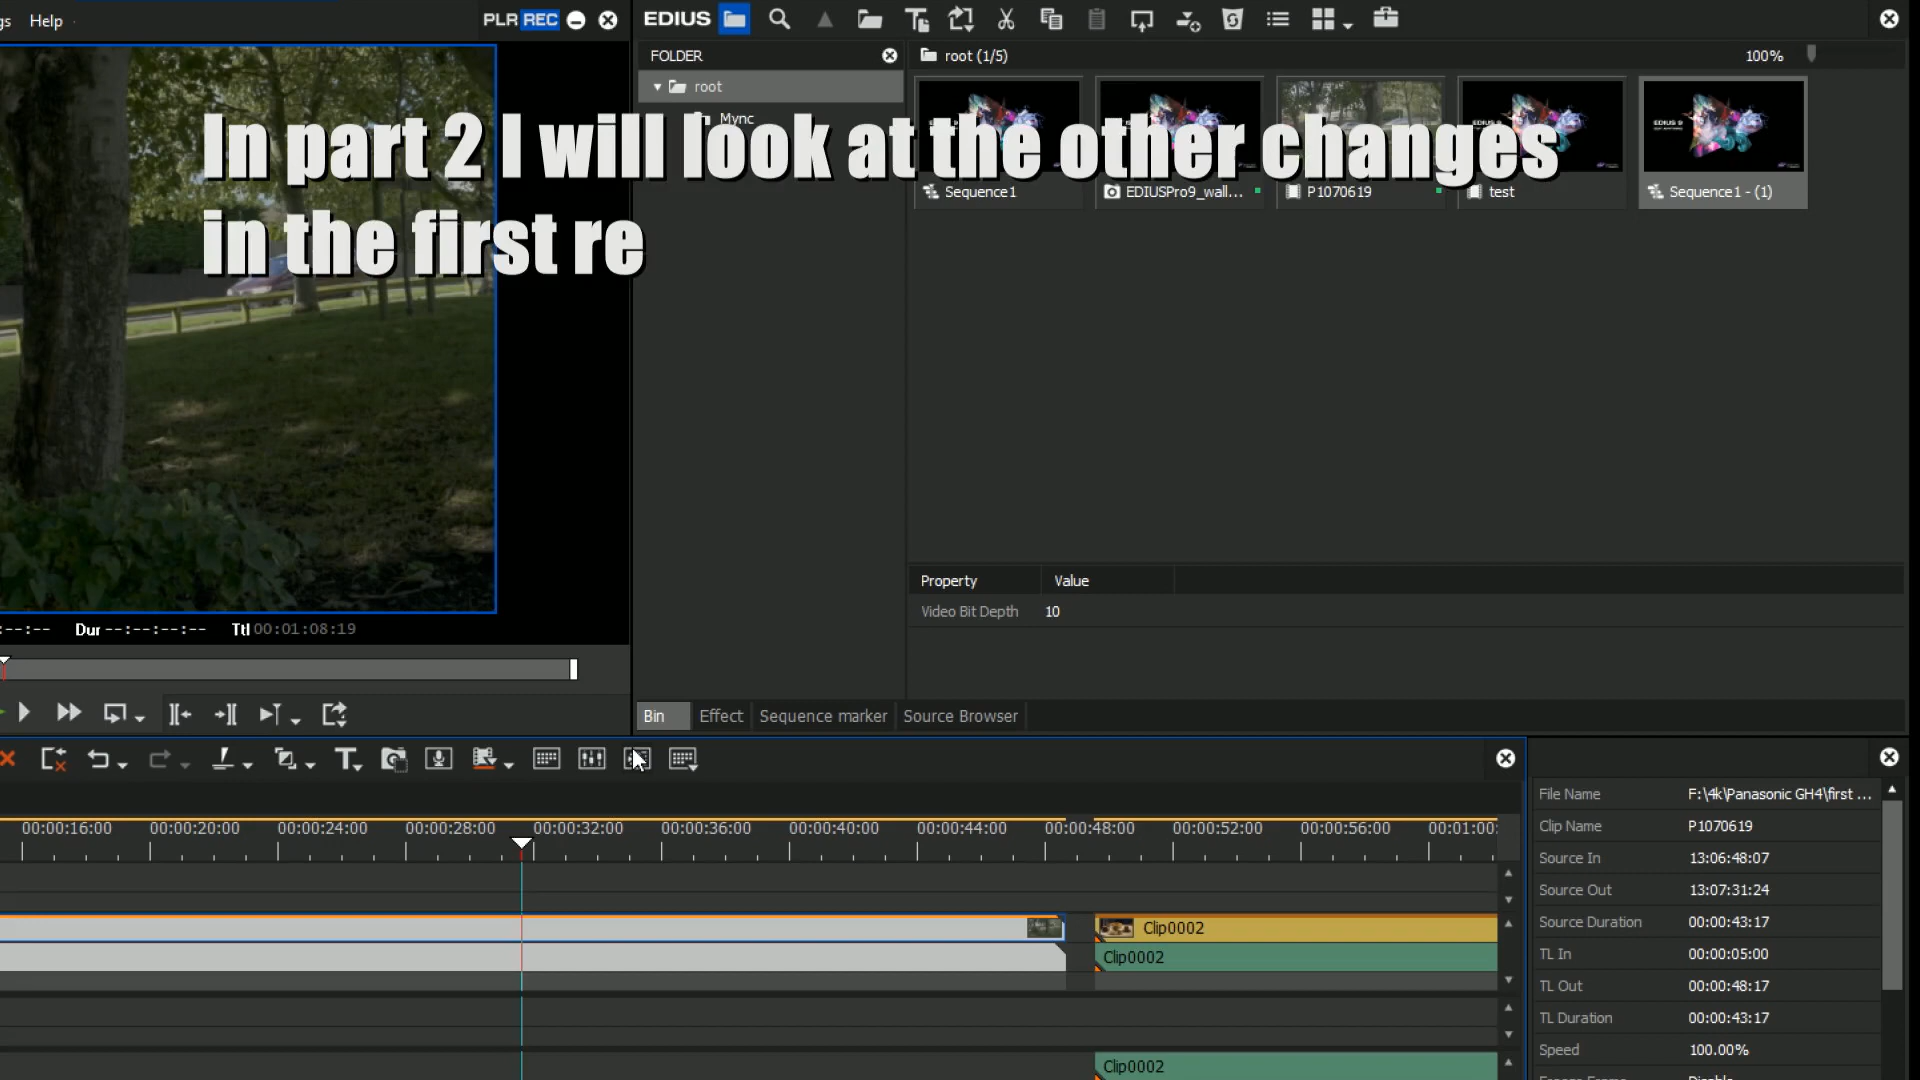 Help
PLR REC
EDIUS
FOLDER
root (1/5)
100%
root
Mync
In part 2 I will look at the other changes
in the first re
EDIUS 9
Sequence1
EDIUSPro9_wall...
P1070619
test
Sequence1 - (1)
Property
Value
Video Bit Depth
10
Dur --:--:--:--
Ttl 00:01:08:19
Bin
Effect
Sequence marker
Source Browser
00:00:16:00
00:00:20:00
00:00:24:00
00:00:28:00
00:00:32:00
00:00:36:00
00:00:40:00
00:00:44:00
00:00:48:00
00:00:52:00
00:00:56:00
00:01:00:
Clip0002
Clip0002
Clip0002
File Name F:\4k\Panasonic GH4\first ...
Clip Name P1070619
Source In 13:06:48:07
Source Out 13:07:31:24
Source Duration 00:00:43:17
TL In 00:00:05:00
TL Out 00:00:48:17
TL Duration 00:00:43:17
Speed 100.00%